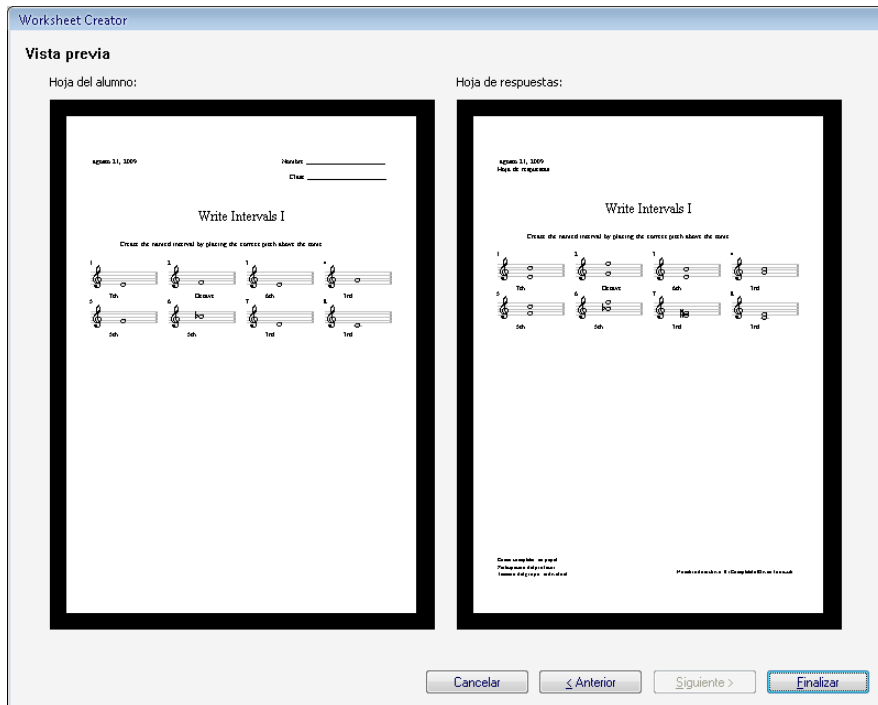 Worksheet Creator
Vista previa
Hoja del alumno:
Hoja de respuestas:
agosto 21, 2009
Nombre
Clase
Write Intervals I
Create the named interval by placing the correct pitch above the tonic
1 2 3 4
7th Octave 6th 3rd
5 6 7 8
5th 5th 3rd 3rd
agosto 21, 2009
Hoja de respuestas
Write Intervals I
Create the named interval by placing the correct pitch above the tonic
1 2 3 4
7th Octave 6th 3rd
5 6 7 8
5th 5th 3rd 3rd
Cancelar
< Anterior
Siguiente >
Finalizar